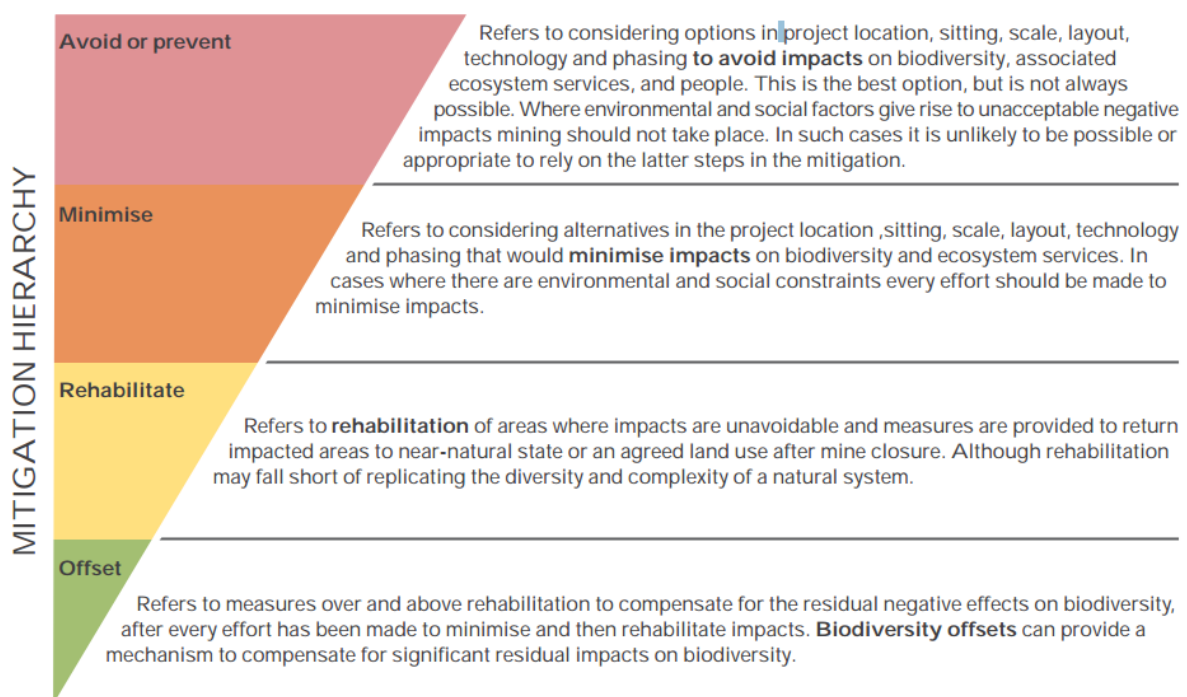 MITIGATION HIERARCHY
Avoid or prevent
Refers to considering options in project location, sitting, scale, layout,
technology and phasing to avoid impacts on biodiversity, associated
ecosystem services, and people. This is the best option, but is not always
possible. Where environmental and social factors give rise to unacceptable negative
impacts mining should not take place. In such cases it is unlikely to be possible or
appropriate to rely on the latter steps in the mitigation.
Minimise
Refers to considering alternatives in the project location ,sitting, scale, layout, technology
and phasing that would minimise impacts on biodiversity and ecosystem services. In
cases where there are environmental and social constraints every effort should be made to
minimise impacts.
Rehabilitate
Refers to rehabilitation of areas where impacts are unavoidable and measures are provided to return
impacted areas to near-natural state or an agreed land use after mine closure. Although rehabilitation
may fall short of replicating the diversity and complexity of a natural system.
Offset
Refers to measures over and above rehabilitation to compensate for the residual negative effects on biodiversity,
after every effort has been made to minimise and then rehabilitate impacts. Biodiversity offsets can provide a
mechanism to compensate for significant residual impacts on biodiversity.